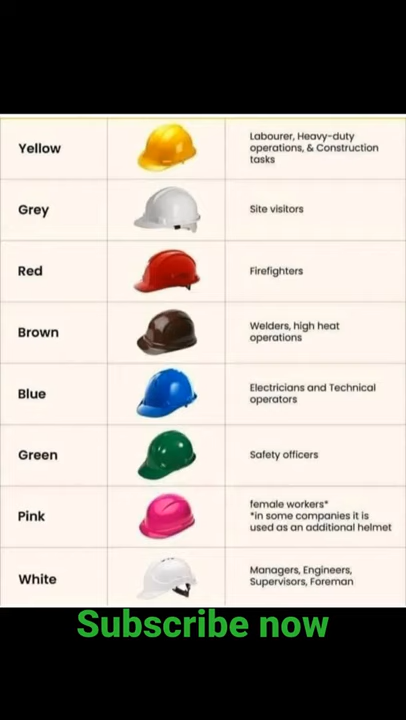 Yellow
Labourer, Heavy-duty
operations, & Construction
tasks
Grey
Site visitors
Red
Firefighters
Brown
Welders, high heat
operations
Blue
Electricians and Technical
operators
Green
Safety officers
Pink
female workers*
*in some companies it is
used as an additional helmet
White
Managers, Engineers,
Supervisors, Foreman
Subscribe now